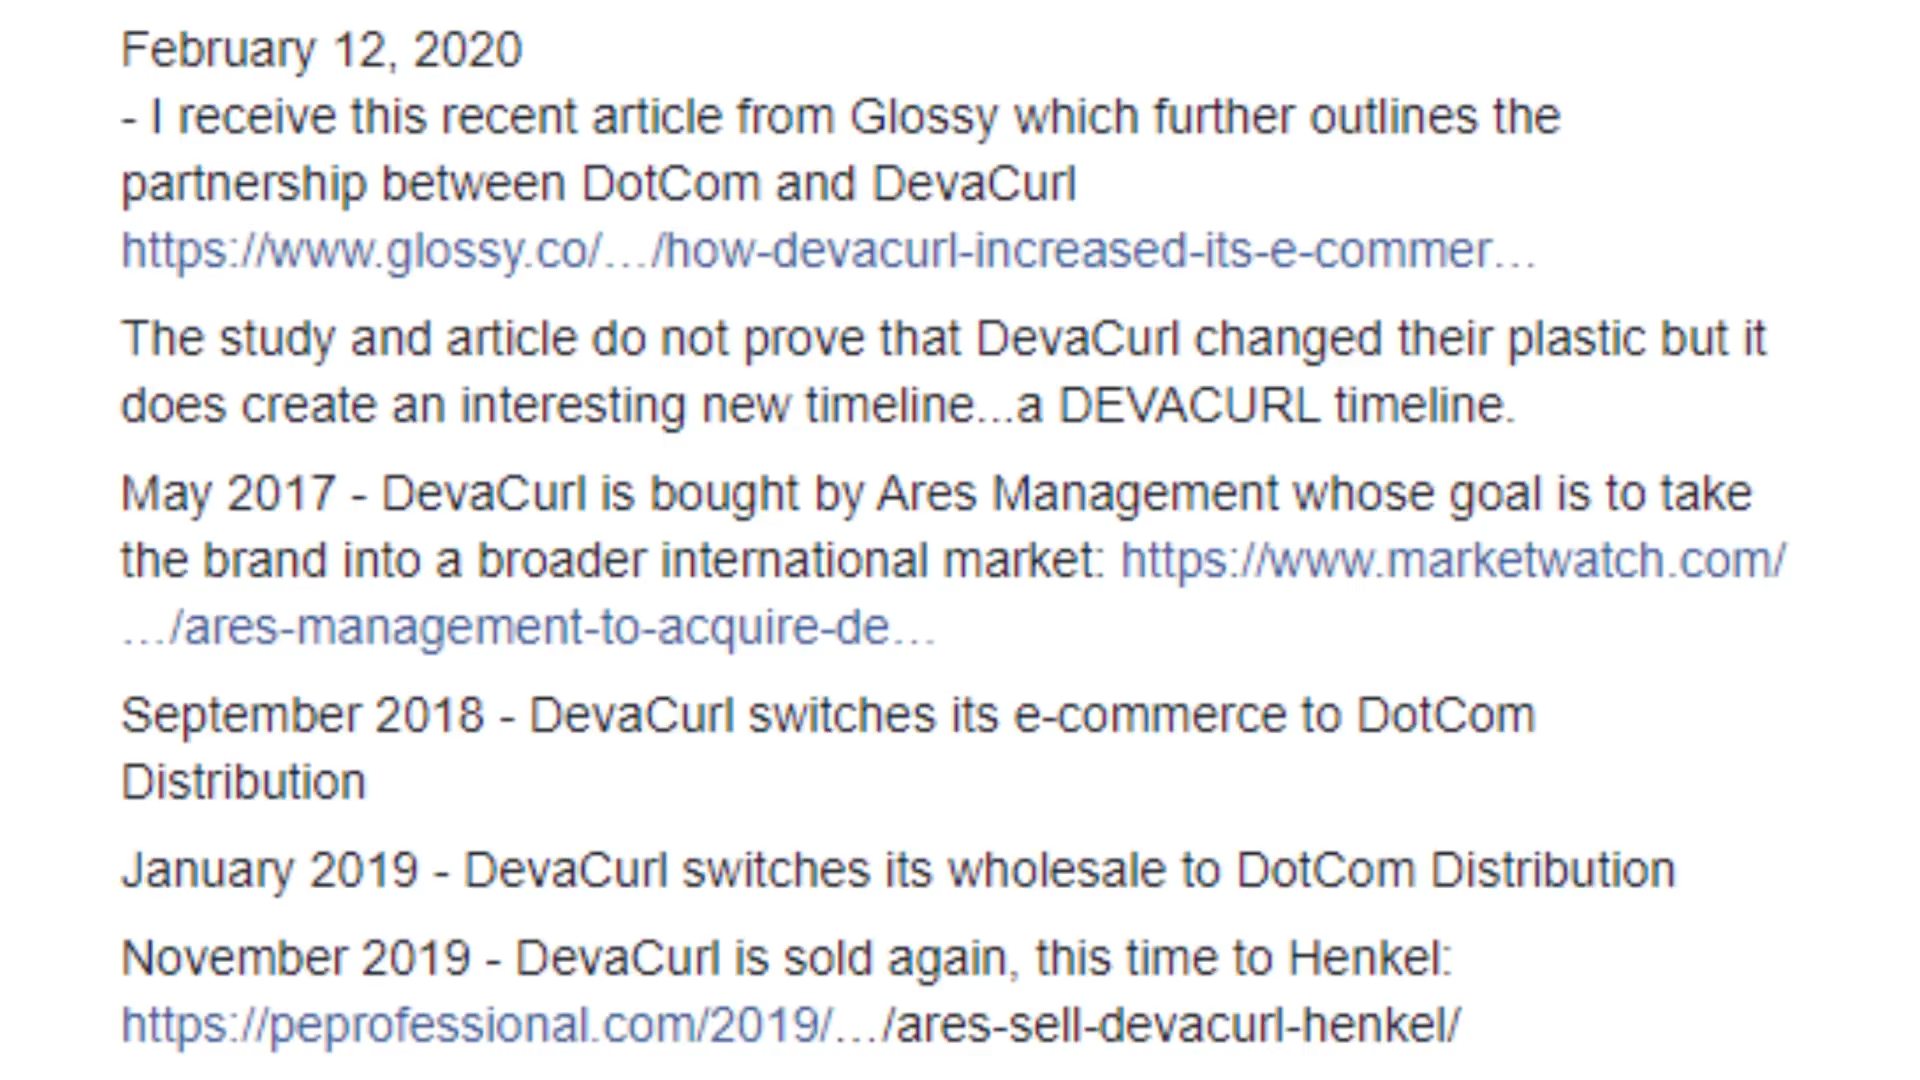 February 12, 2020
- I receive this recent article from Glossy which further outlines the
partnership between DotCom and DevaCurl
https://www.glossy.co/…/how-devacurl-increased-its-e-commer…
The study and article do not prove that DevaCurl changed their plastic but it
does create an interesting new timeline...a DEVACURL timeline.
May 2017 - DevaCurl is bought by Ares Management whose goal is to take
the brand into a broader international market: https://www.marketwatch.com/
…/ares-management-to-acquire-de…
September 2018 - DevaCurl switches its e-commerce to DotCom
Distribution
January 2019 - DevaCurl switches its wholesale to DotCom Distribution
November 2019 - DevaCurl is sold again, this time to Henkel:
https://peprofessional.com/2019/…/ares-sell-devacurl-henkel/